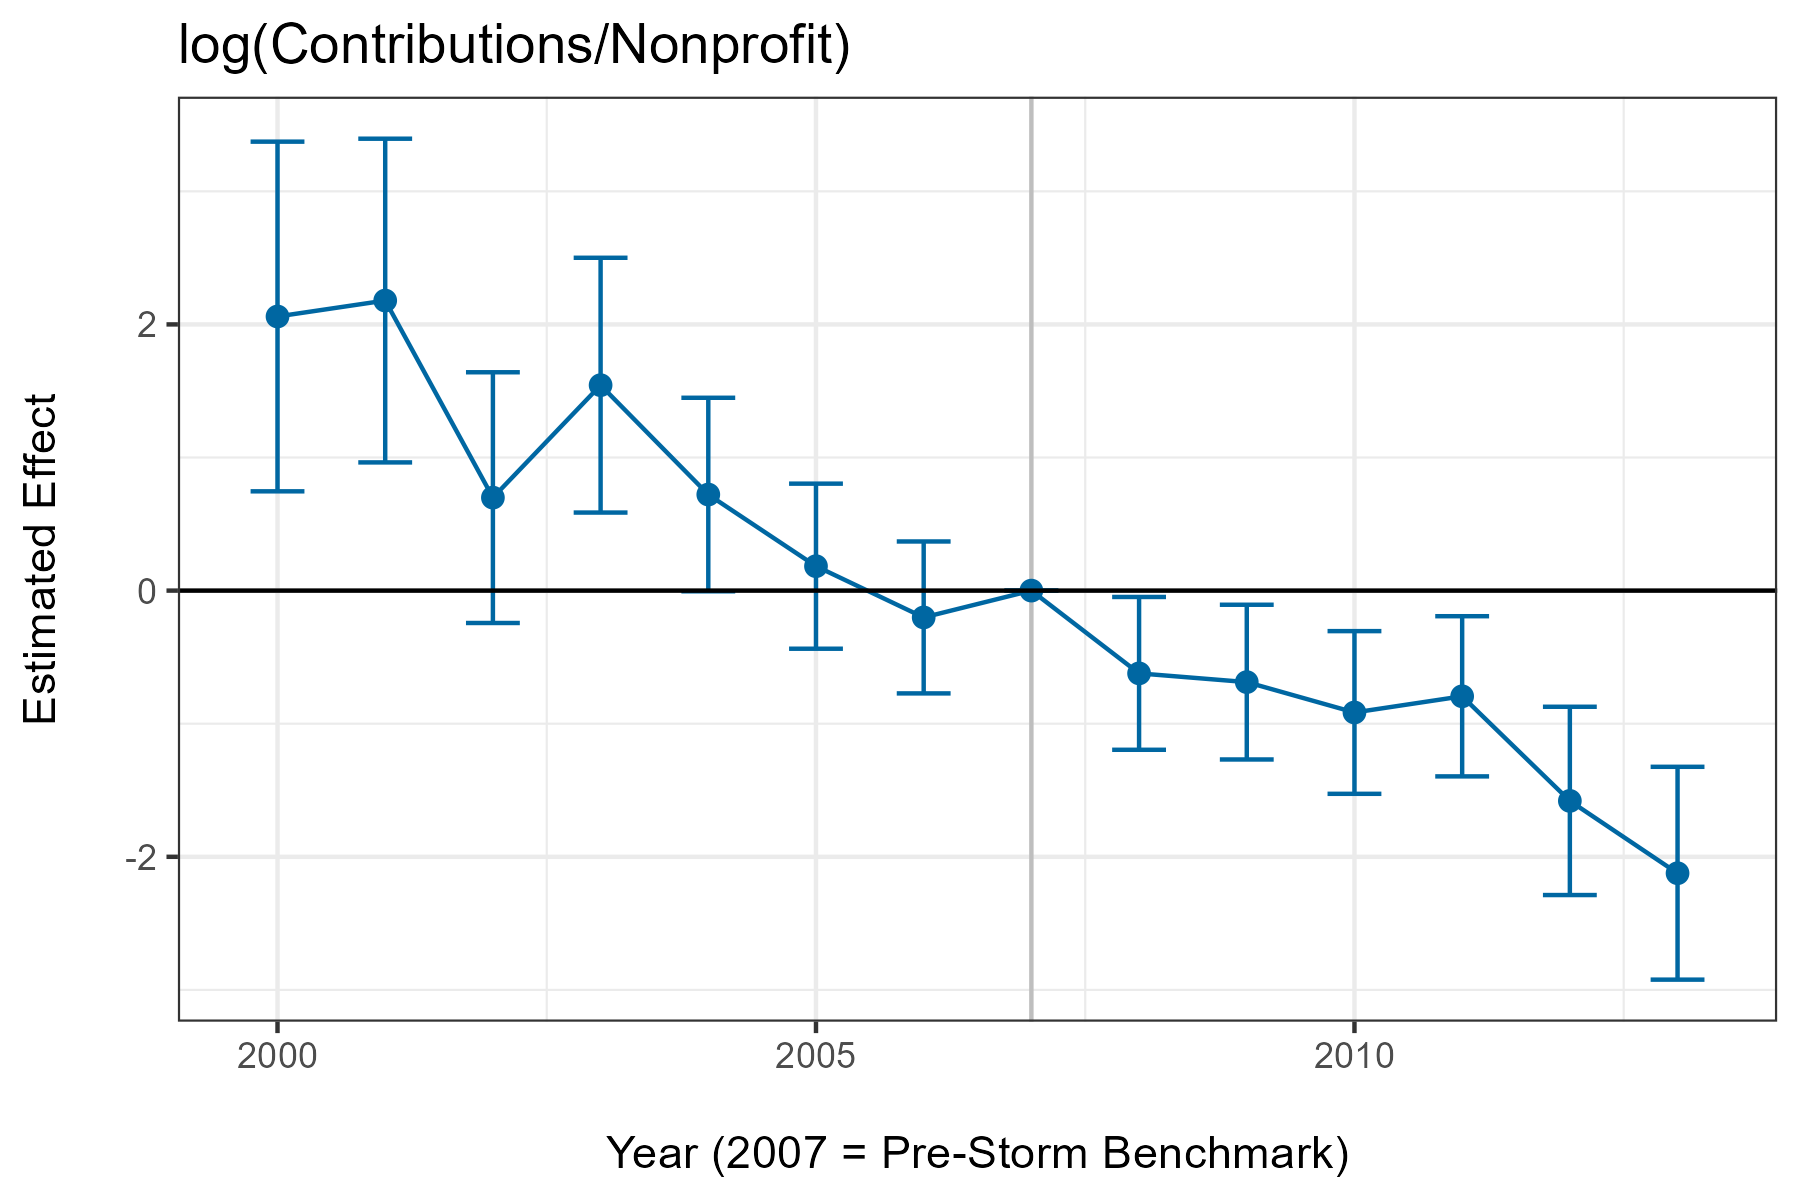 log(Contributions/Nonprofit)
Estimated Effect
2
0
-2
2000
2005
2010
Year (2007 = Pre-Storm Benchmark)